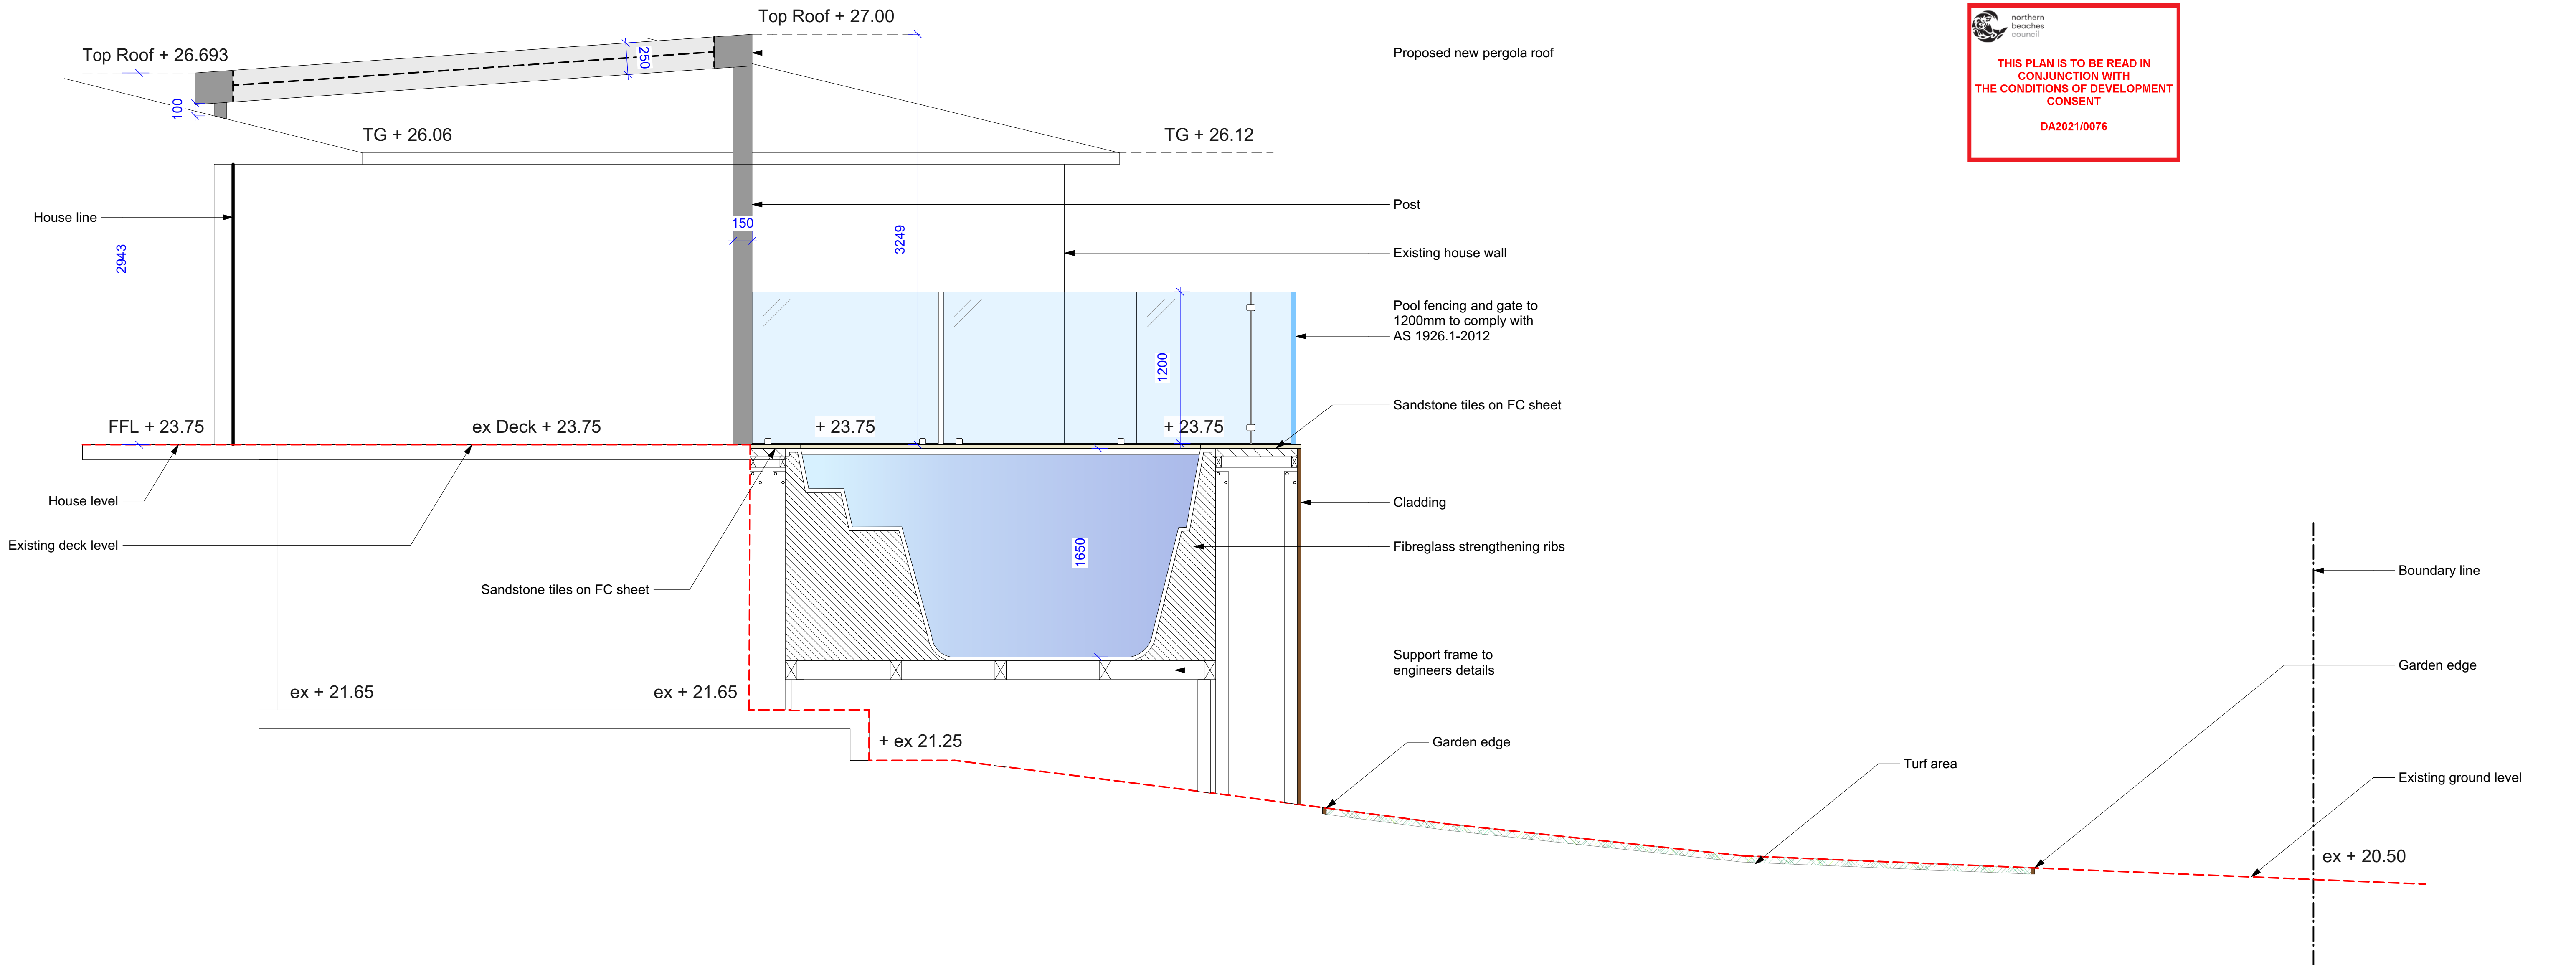 Top Roof + 27.00
Top Roof + 26.693
250
100
Proposed new pergola roof
TG + 26.06
TG + 26.12
northern
beaches
council
THIS PLAN IS TO BE READ IN
CONJUNCTION WITH
THE CONDITIONS OF DEVELOPMENT
CONSENT
DA2021/0076
House line
2943
150
3249
Post
Existing house wall
Pool fencing and gate to
1200mm to comply with
AS 1926.1-2012
1200
Sandstone tiles on FC sheet
FFL + 23.75
ex Deck + 23.75
+ 23.75
+ 23.75
House level
Existing deck level
Cladding
1650
Fibreglass strengthening ribs
Sandstone tiles on FC sheet
Boundary line
Support frame to
engineers details
Garden edge
ex + 21.65
ex + 21.65
+ ex 21.25
Garden edge
Turf area
Existing ground level
ex + 20.50